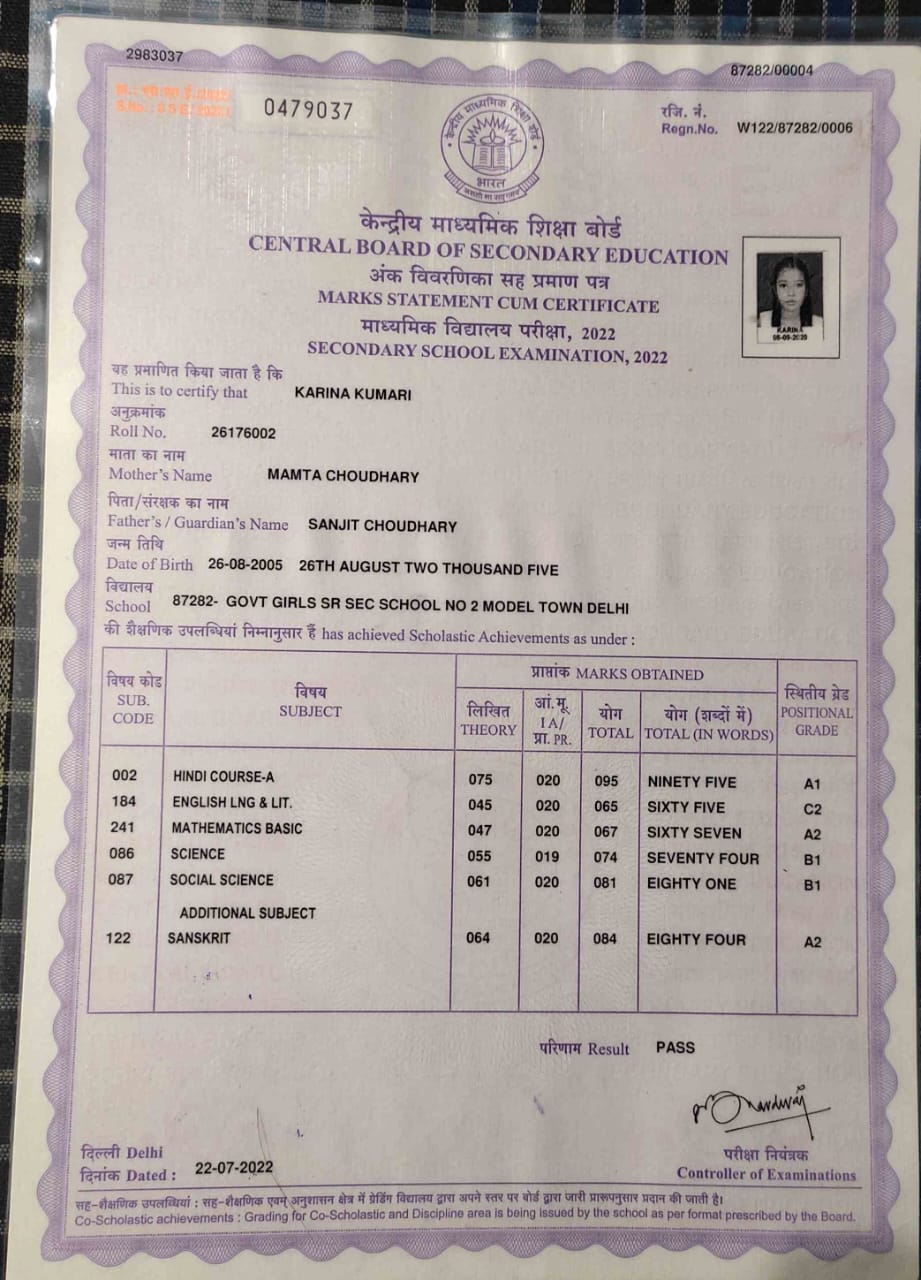 2983037
87282/00004
0479037
रजि. नं.
Regn.No. W122/87282/0006
केन्द्रीय माध्यमिक शिक्षा बोर्ड
भारत
केन्द्रीय माध्यमिक शिक्षा बोर्ड
CENTRAL BOARD OF SECONDARY EDUCATION
अंक विवरणिका सह प्रमाण पत्र
MARKS STATEMENT CUM CERTIFICATE
माध्यमिक विद्यालय परीक्षा, 2022
SECONDARY SCHOOL EXAMINATION, 2022
KARINA
यह प्रमाणित किया जाता है कि
This is to certify that KARINA KUMARI
अनुक्रमांक
Roll No. 26176002
माता का नाम
Mother's Name MAMTA CHOUDHARY
पिता/संरक्षक का नाम
Father's / Guardian's Name SANJIT CHOUDHARY
जन्म तिथि
Date of Birth 26-08-2005 26TH AUGUST TWO THOUSAND FIVE
विद्यालय
School 87282- GOVT GIRLS SR SEC SCHOOL NO 2 MODEL TOWN DELHI
की शैक्षणिक उपलब्धियां निम्नानुसार हैं has achieved Scholastic Achievements as under :
विषय कोड
SUB.
CODE
विषय
SUBJECT
प्राप्तांक MARKS OBTAINED
लिखित
THEORY
आं.मू.
IA/
प्रा. PR.
योग
TOTAL
योग (शब्दों में)
TOTAL (IN WORDS)
स्थितीय ग्रेड
POSITIONAL
GRADE
002 HINDI COURSE-A 075 020 095 NINETY FIVE A1
184 ENGLISH LNG & LIT. 045 020 065 SIXTY FIVE C2
241 MATHEMATICS BASIC 047 020 067 SIXTY SEVEN A2
086 SCIENCE 055 019 074 SEVENTY FOUR B1
087 SOCIAL SCIENCE 061 020 081 EIGHTY ONE B1
ADDITIONAL SUBJECT
122 SANSKRIT 064 020 084 EIGHTY FOUR A2
परिणाम Result PASS
दिल्ली Delhi
दिनांक Dated : 22-07-2022
परीक्षा नियंत्रक
Controller of Examinations
सह-शैक्षणिक उपलब्धियां : सह-शैक्षणिक एवम् अनुशासन क्षेत्र में ग्रेडिंग विद्यालय द्वारा अपने स्तर पर बोर्ड द्वारा जारी प्रारूपनुसार प्रदान की जाती है।
Co-Scholastic achievements : Grading for Co-Scholastic and Discipline area is being issued by the school as per format prescribed by the Board.